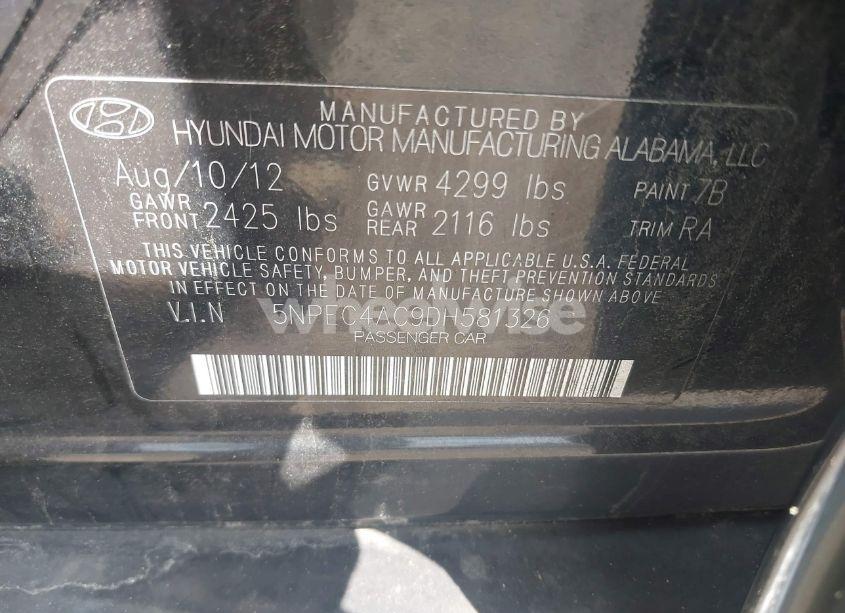 MANUFACTURED BY
HYUNDAI MOTOR MANUFACTURING ALABAMA, LLC
Aug/10/12 GVWR 4299 lbs PAINT 7B
GAWR FRONT 2425 lbs GAWR REAR 2116 lbs TRIM RA
THIS VEHICLE CONFORMS TO ALL APPLICABLE U.S.A. FEDERAL
MOTOR VEHICLE SAFETY, BUMPER, AND THEFT PREVENTION STANDARDS
IN EFFECT ON THE DATE OF MANUFACTURE SHOWN ABOVE.
V.I.N 5NPEC4AC9DH581326
wheelwise
PASSENGER CAR